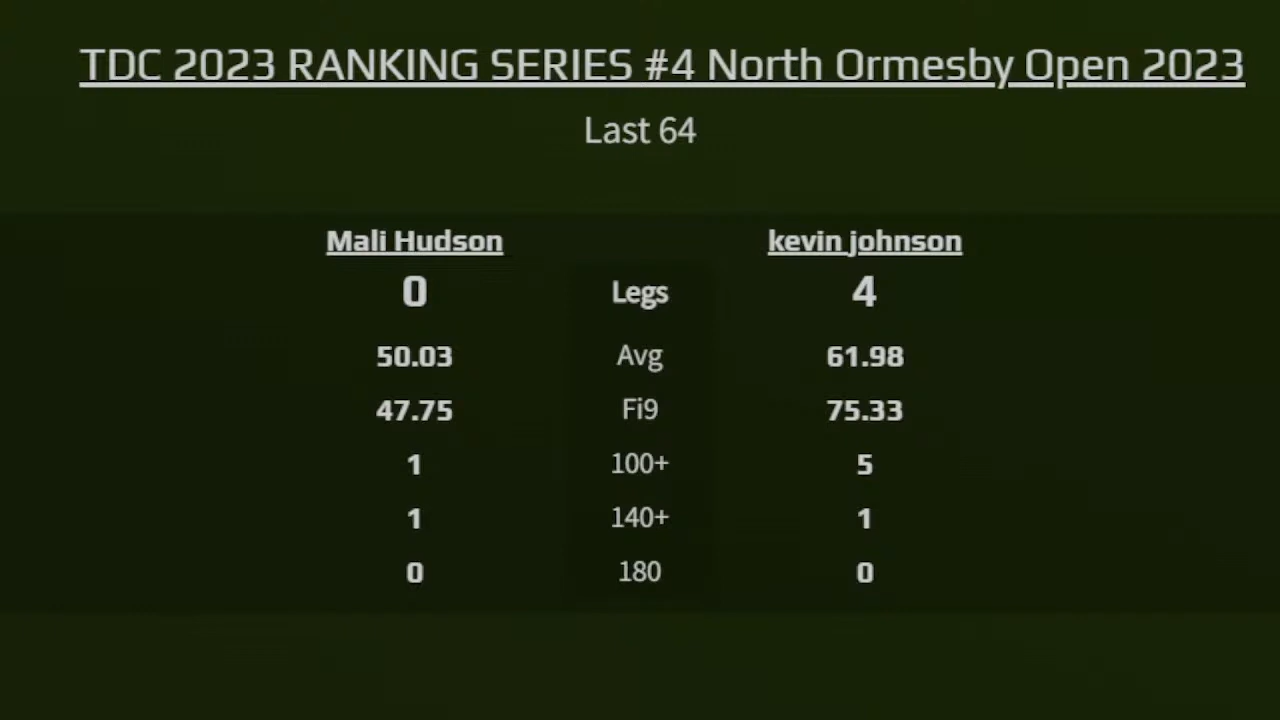 TDC 2023 RANKING SERIES #4 North Ormesby Open 2023
Last 64
Mali Hudson kevin johnson
0 Legs 4
50.03 Avg 61.98
47.75 Fi9 75.33
1 100+ 5
1 140+ 1
0 180 0